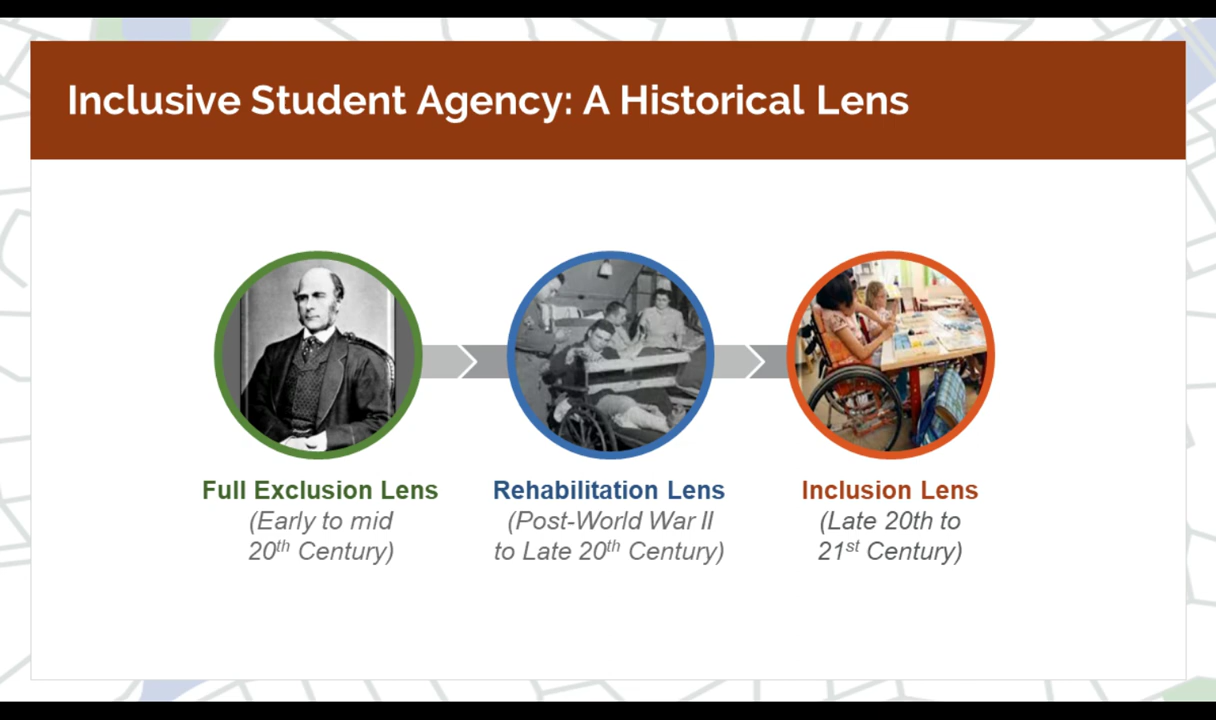 Inclusive Student Agency: A Historical Lens
Full Exclusion Lens
(Early to mid
20th Century)
Rehabilitation Lens
(Post-World War II
to Late 20th Century)
Inclusion Lens
(Late 20th to
21st Century)